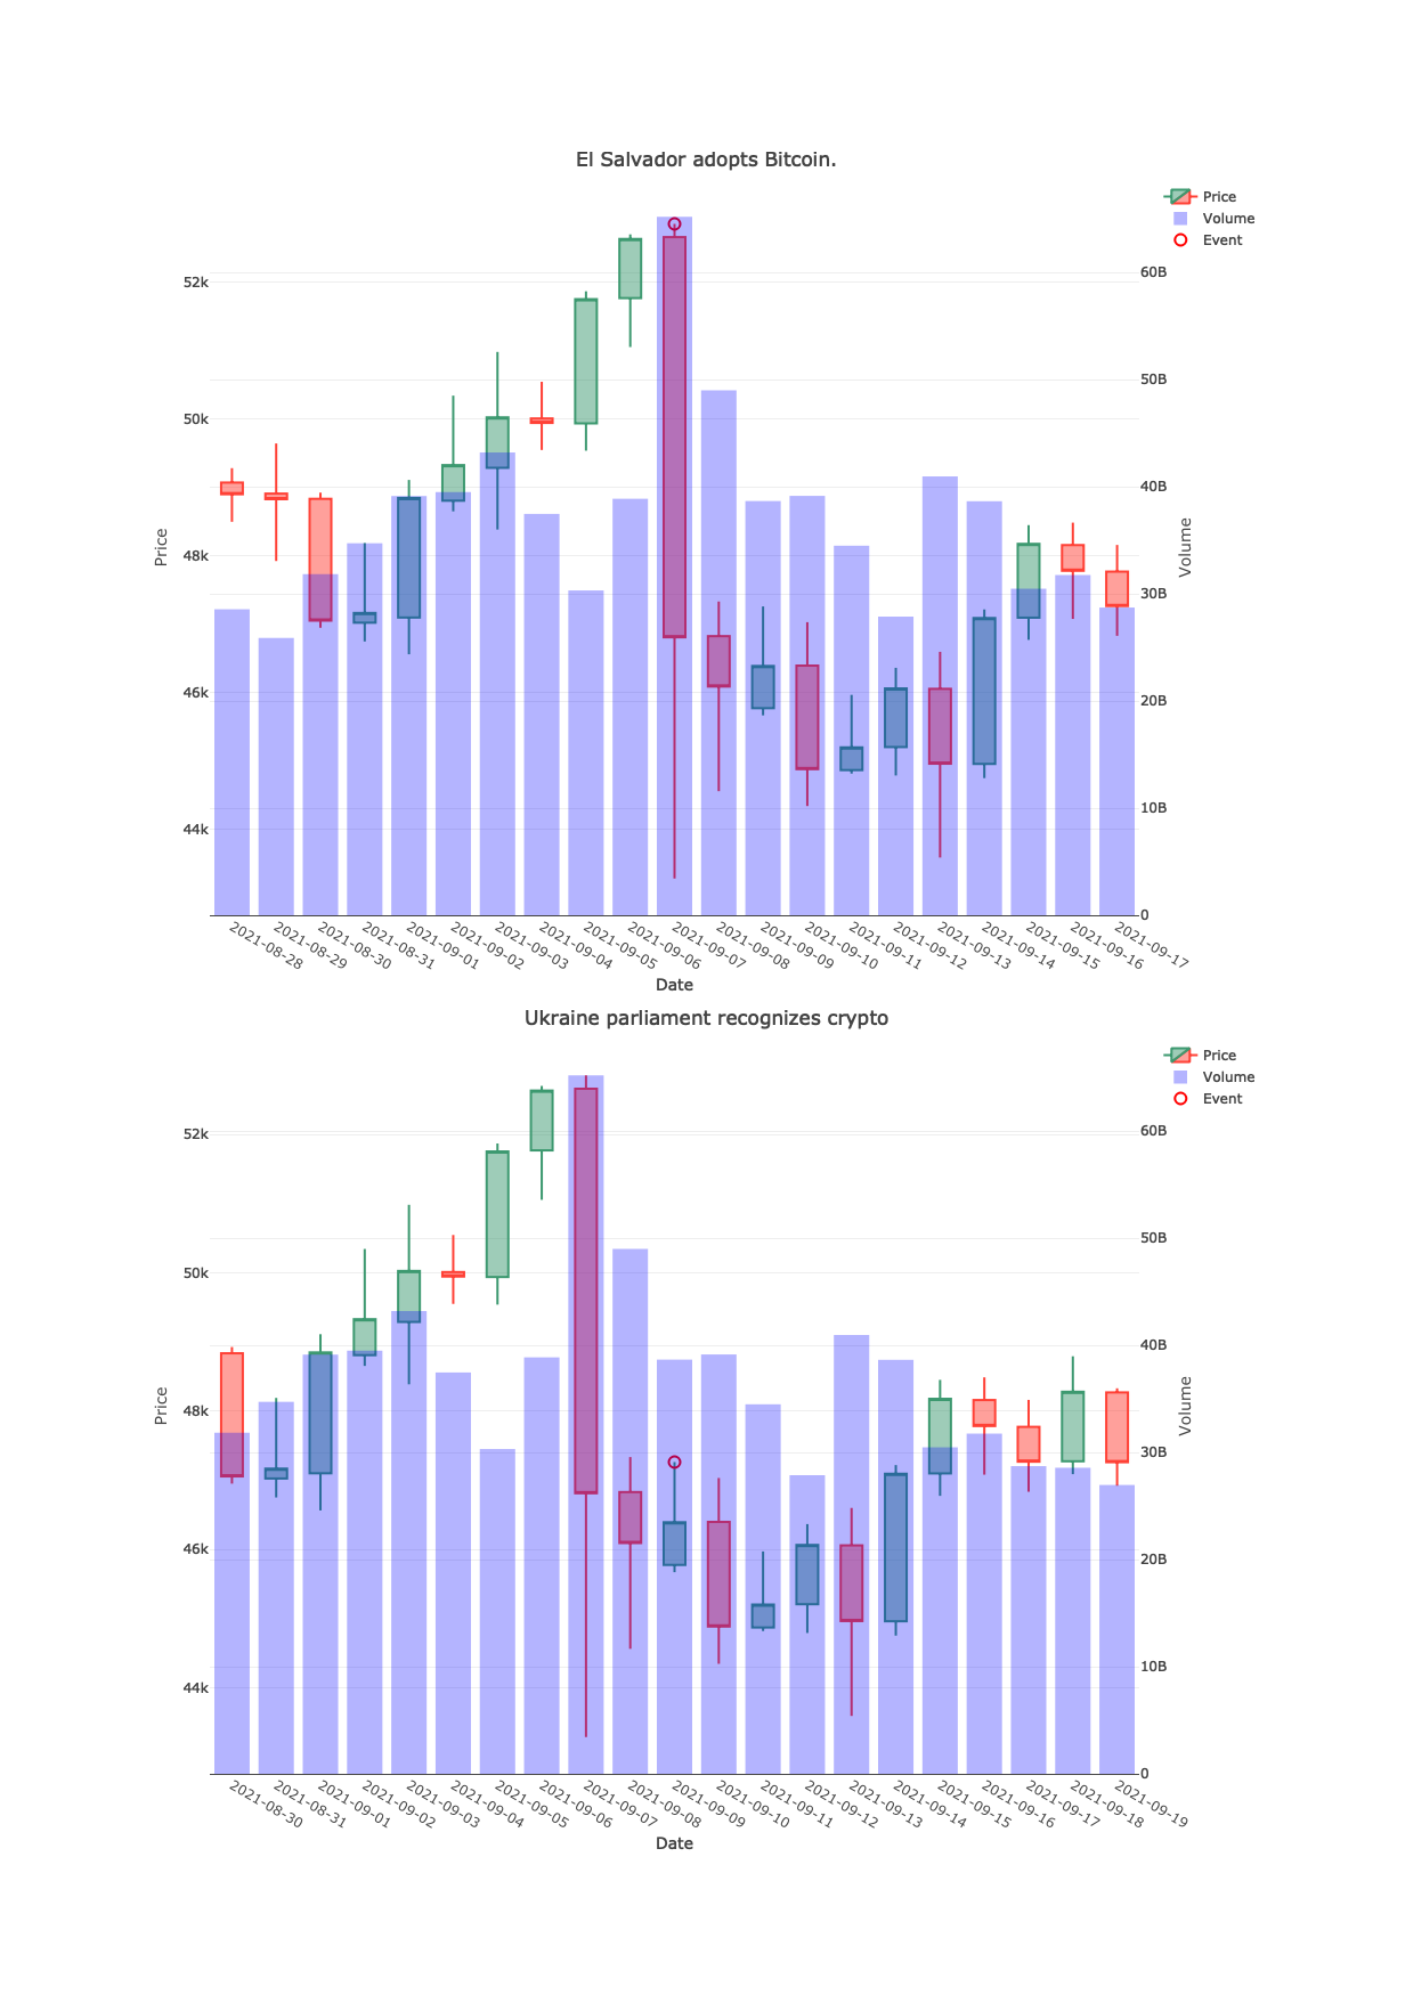 El Salvador adopts Bitcoin.
Price
Volume
Event
52k
50k
48k
46k
44k
Price
60B
50B
40B
30B
20B
10B
0
Volume
2021-08-28
2021-08-29
2021-08-30
2021-08-31
2021-09-01
2021-09-02
2021-09-03
2021-09-04
2021-09-05
2021-09-06
2021-09-07
2021-09-08
2021-09-09
2021-09-10
2021-09-11
2021-09-12
2021-09-13
2021-09-14
2021-09-15
2021-09-16
2021-09-17
Date
Ukraine parliament recognizes crypto
Price
Volume
Event
52k
50k
48k
46k
44k
Price
60B
50B
40B
30B
20B
10B
0
Volume
2021-08-30
2021-08-31
2021-09-01
2021-09-02
2021-09-03
2021-09-04
2021-09-05
2021-09-06
2021-09-07
2021-09-08
2021-09-09
2021-09-10
2021-09-11
2021-09-12
2021-09-13
2021-09-14
2021-09-15
2021-09-16
2021-09-17
2021-09-18
2021-09-19
Date